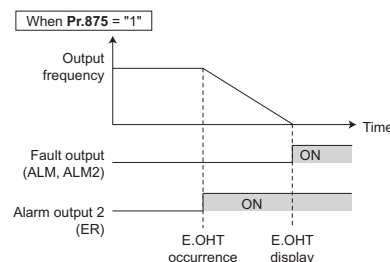 When Pr.875 = "1"
Output
frequency
Time
Fault output
(ALM, ALM2)
ON
Alarm output 2
(ER)
ON
E.OHT
occurrence
E.OHT
display